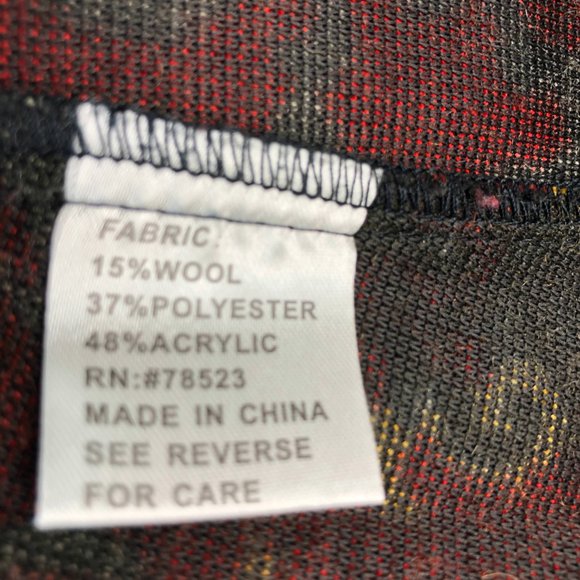 FABRIC:
15%WOOL
37%POLYESTER
48%ACRYLIC
RN:#78523
MADE IN CHINA
SEE REVERSE
FOR CARE